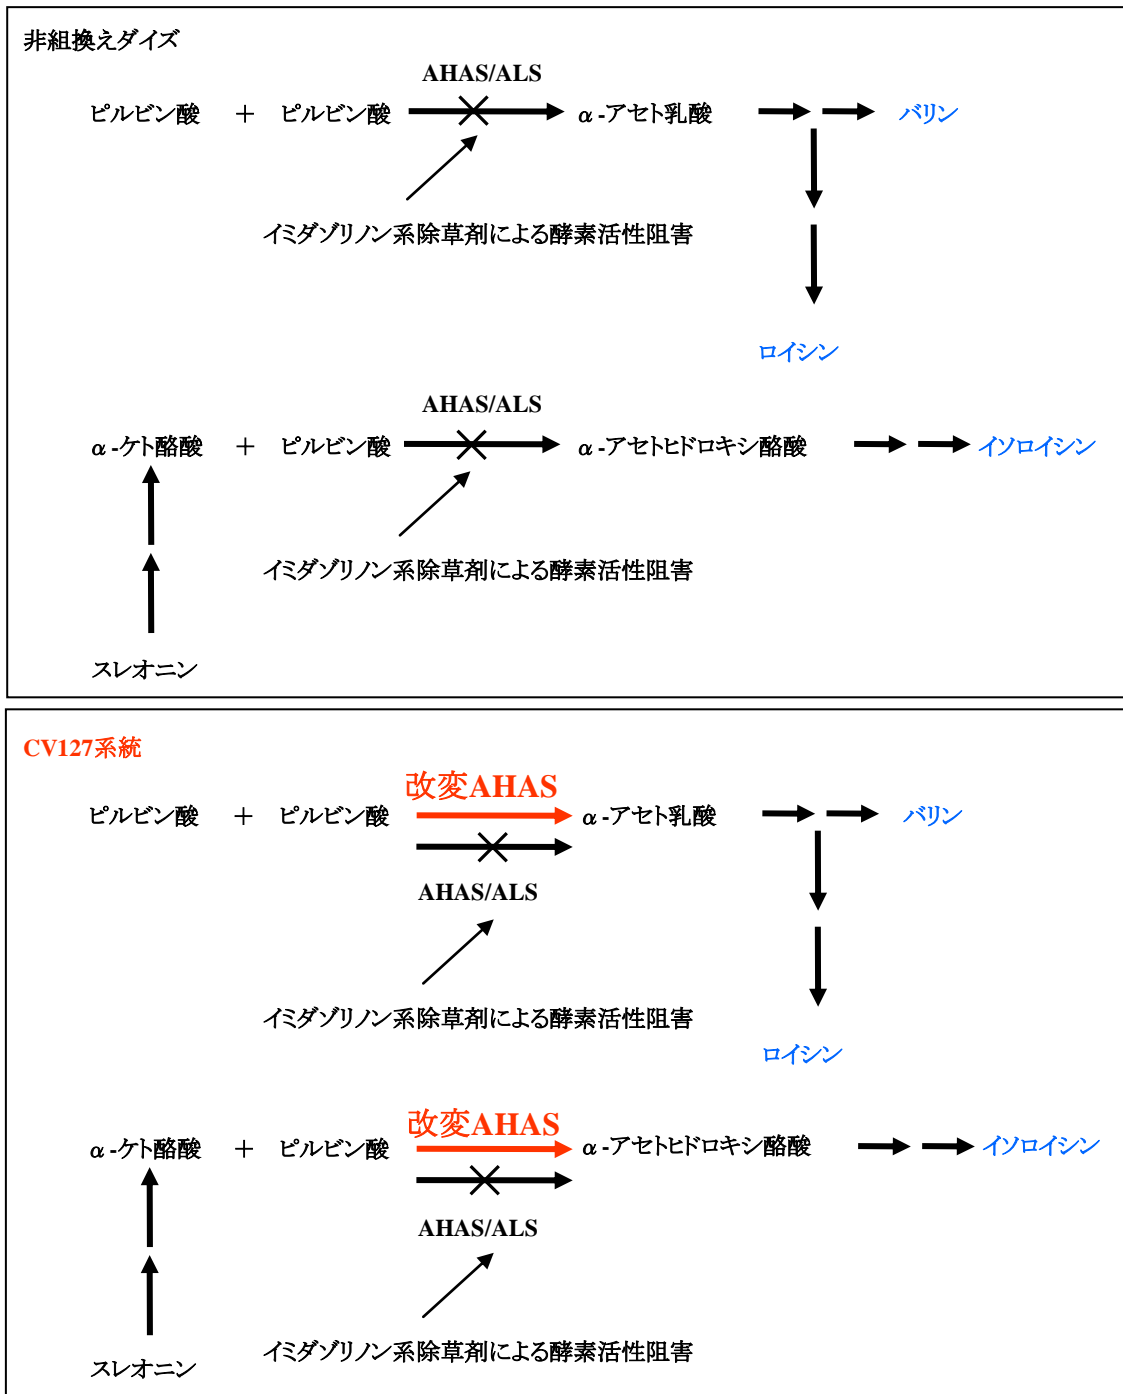 非組換えダイズ
AHAS/ALS
ピルビン酸 + ピルビン酸 α-アセト乳酸 バリン
イミダゾリノン系除草剤による酵素活性阻害
ロイシン
AHAS/ALS
α-ケト酪酸 + ピルビン酸 α-アセトヒドロキシ酪酸 イソロイシン
イミダゾリノン系除草剤による酵素活性阻害
スレオニン
CV127系統
改変AHAS
ピルビン酸 + ピルビン酸 α-アセト乳酸 バリン
AHAS/ALS
イミダゾリノン系除草剤による酵素活性阻害
ロイシン
改変AHAS
α-ケト酪酸 + ピルビン酸 α-アセトヒドロキシ酪酸 イソロイシン
AHAS/ALS
イミダゾリノン系除草剤による酵素活性阻害
スレオニン